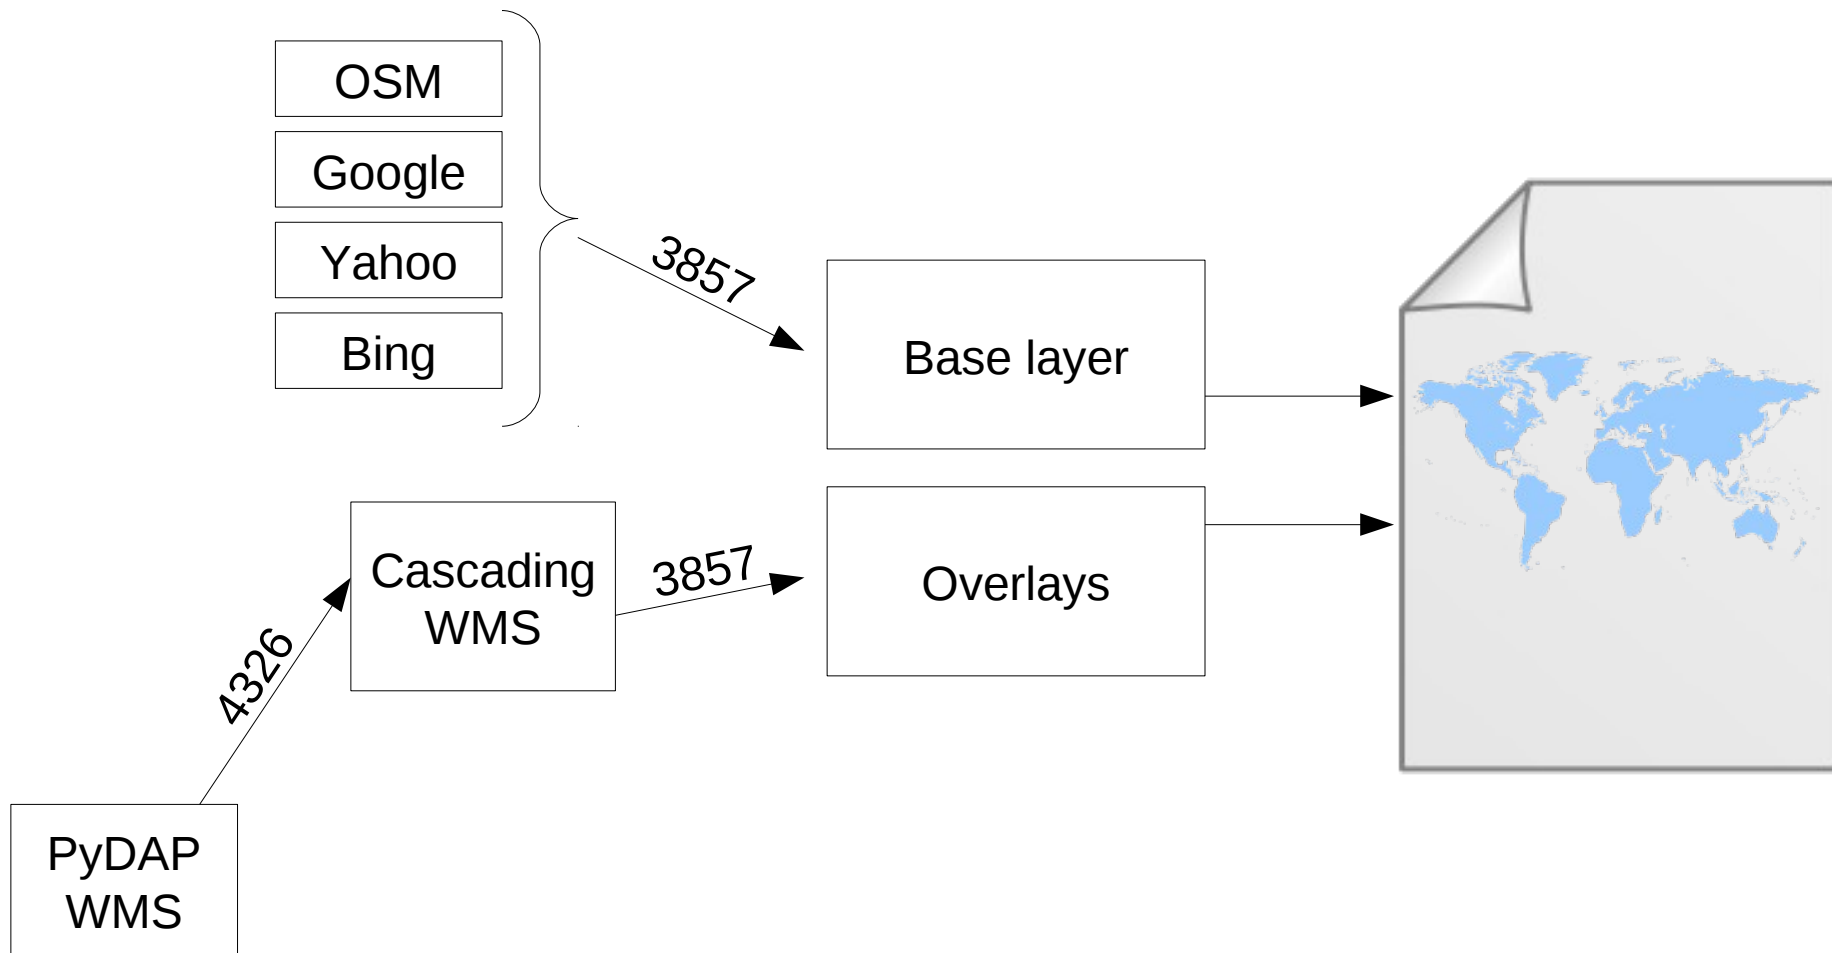 OSM
Google
Yahoo
Bing
3857
Base layer
Cascading
WMS
3857
Overlays
4326
PyDAP
WMS